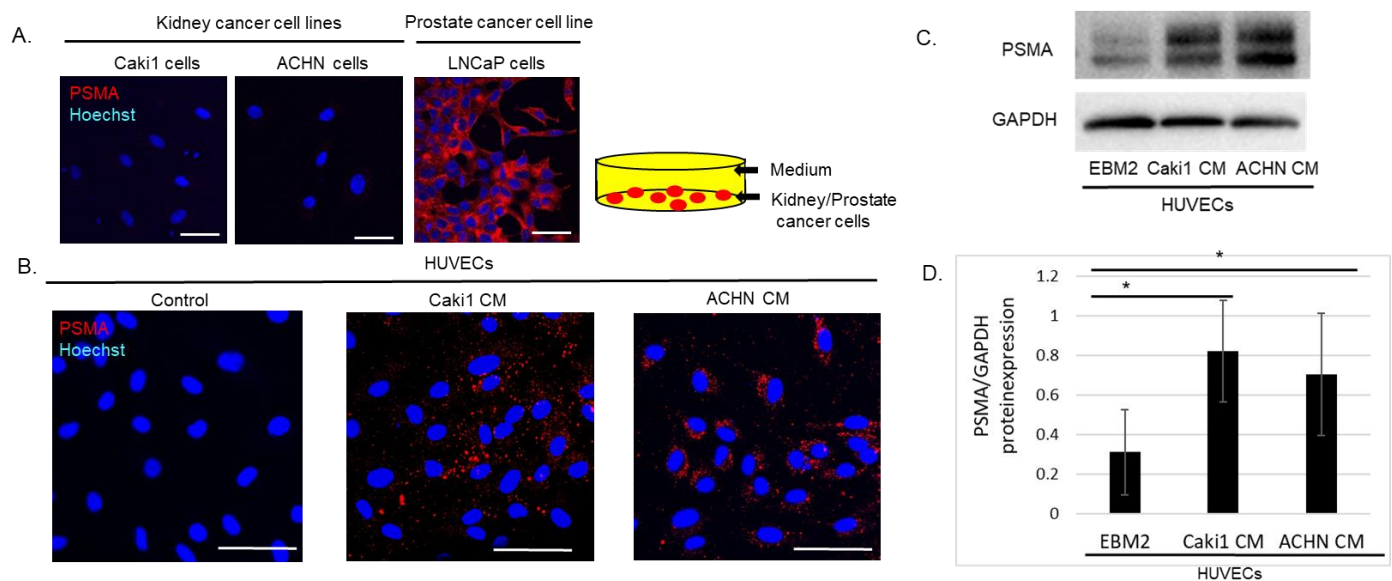 A.
Kidney cancer cell lines
Prostate cancer cell line
Caki1 cells
ACHN cells
LNCaP cells
PSMA
Hoechst
Medium
Kidney/Prostate
cancer cells
B.
HUVECs
Control
Caki1 CM
ACHN CM
PSMA
Hoechst
C.
PSMA
GAPDH
EBM2 Caki1 CM ACHN CM
HUVECs
D.
*
*
PSMA/GAPDH
proteinexpression
1.2
1
0.8
0.6
0.4
0.2
0
EBM2 Caki1 CM ACHN CM
HUVECs